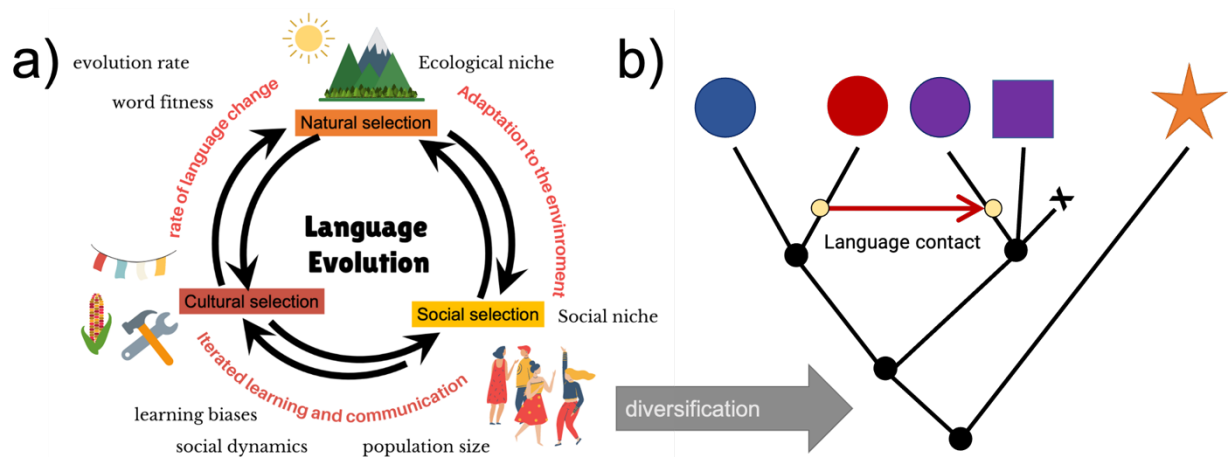 a)
evolution rate
word fitness
rate of language change
Ecological niche
Natural selection
Adaptation to the envinroment
Language
Evolution
Cultural selection
Social selection
Social niche
Iterated learning and communication
learning biases
social dynamics
population size
diversification
b)
Language contact
x